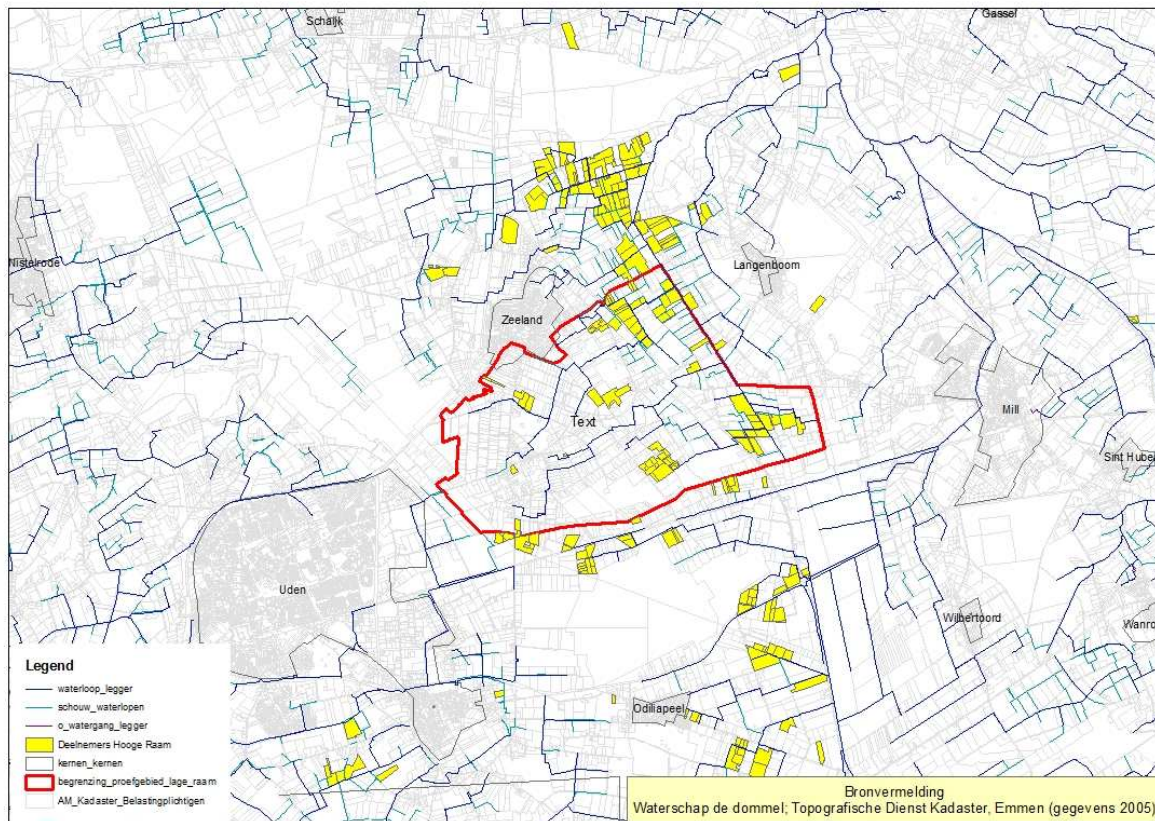 Schaijk
Gassel
Nistelrode
Langenboom
Zeeland
Text
Mill
Sint Huber
Uden
Wilbertoord
Wanro
Odiliapeel
Legend
waterloop_legger
schouw_waterlopen
o_watergang_legger
Deelnemers Hooge Raam
kernen_kernen
begrenzing_proefgebied_lage_raam
AM_Kadaster_Belastingplichtigen
Bronvermelding
Waterschap de dommel; Topografische Dienst Kadaster, Emmen (gegevens 2005)